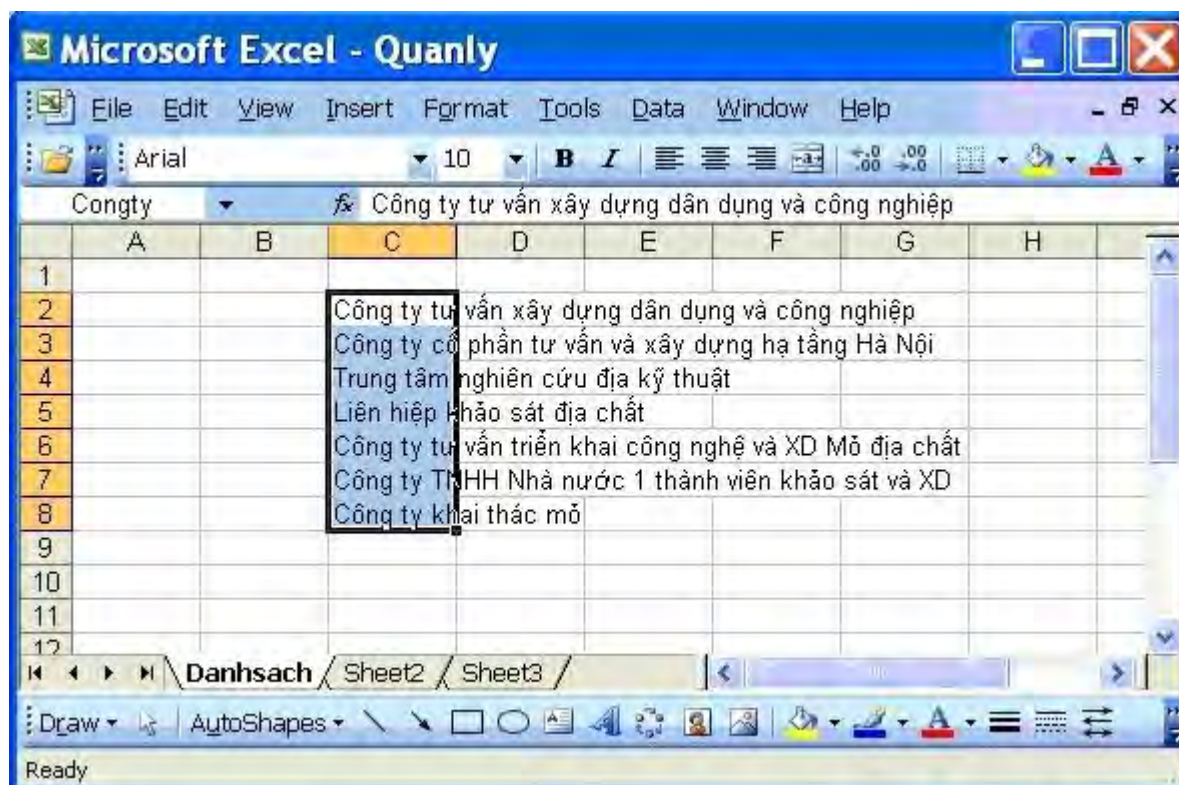 Microsoft Excel - Quanly
File Edit View Insert Format Tools Data Window Help
Arial 10 B I
Congty fx Công ty tư vấn xây dựng dân dụng và công nghiệp
A B C D E F G H
1
2 Công ty tư vấn xây dựng dân dụng và công nghiệp
3 Công ty cổ phần tư vấn và xây dựng hạ tầng Hà Nội
4 Trung tâm nghiên cứu địa kỹ thuật
5 Liên hiệp khảo sát địa chất
6 Công ty tư vấn triển khai công nghệ và XD Mỏ địa chất
7 Công ty TNHH Nhà nước 1 thành viên khảo sát và XD
8 Công ty khai thác mỏ
9
10
11
12
Danhsach Sheet2 Sheet3
Draw AutoShapes
Ready